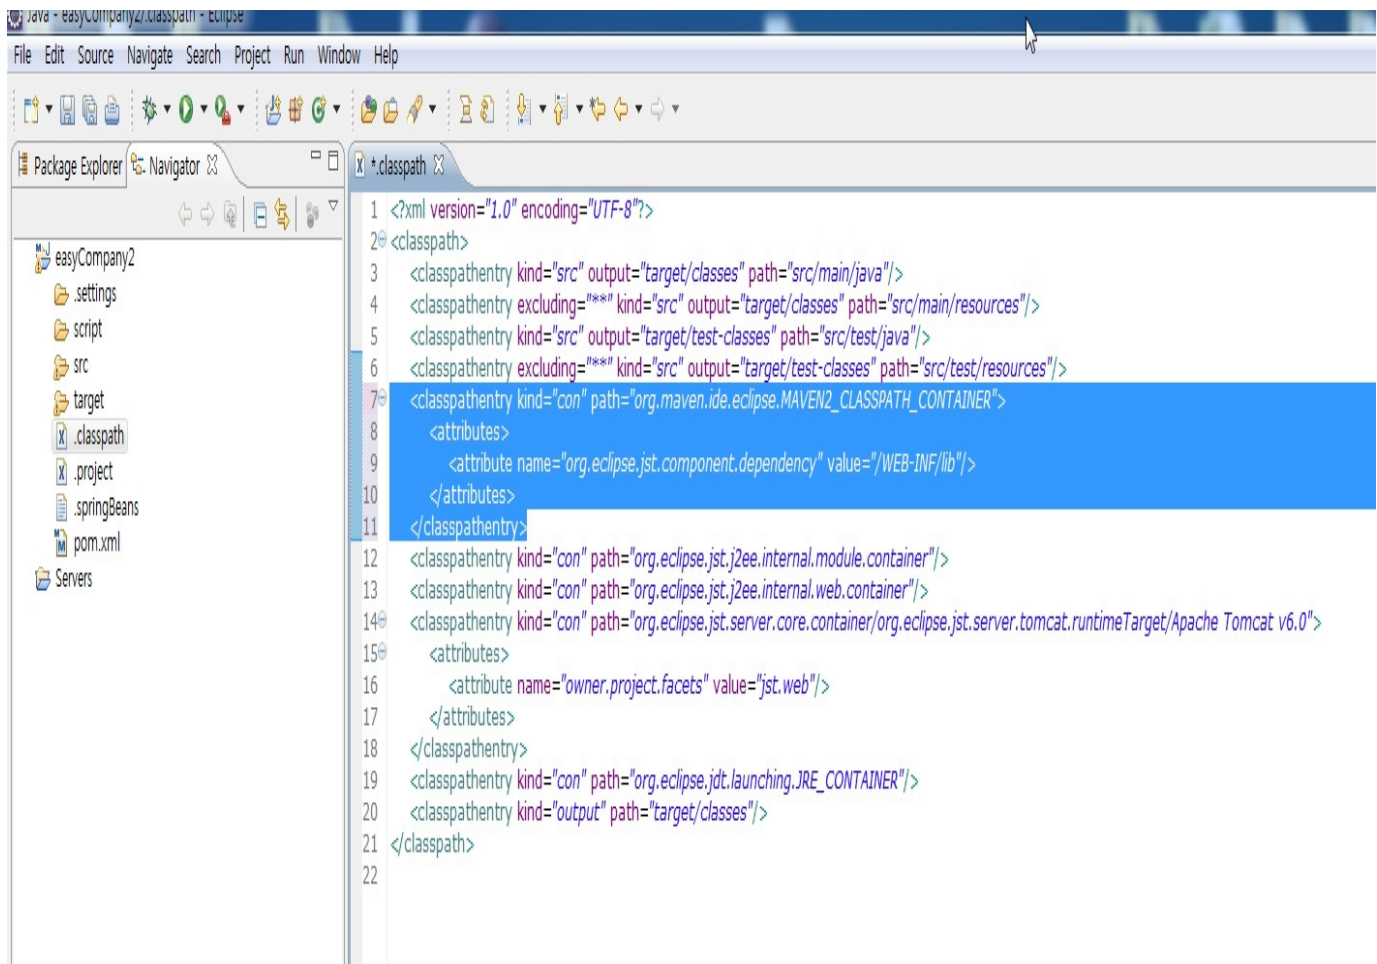 Java - easyCompany2/.classpath - Eclipse
File Edit Source Navigate Search Project Run Window Help
Package Explorer Navigator
*.classpath
easyCompany2
.settings
script
src
target
.classpath
.project
.springBeans
pom.xml
Servers
1 <?xml version="1.0" encoding="UTF-8"?>
2 <classpath>
3 <classpathentry kind="src" output="target/classes" path="src/main/java"/>
4 <classpathentry excluding="**" kind="src" output="target/classes" path="src/main/resources"/>
5 <classpathentry kind="src" output="target/test-classes" path="src/test/java"/>
6 <classpathentry excluding="**" kind="src" output="target/test-classes" path="src/test/resources"/>
7 <classpathentry kind="con" path="org.maven.ide.eclipse.MAVEN2_CLASSPATH_CONTAINER">
8 <attributes>
9 <attribute name="org.eclipse.jst.component.dependency" value="/WEB-INF/lib"/>
10 </attributes>
11 </classpathentry>
12 <classpathentry kind="con" path="org.eclipse.jst.j2ee.internal.module.container"/>
13 <classpathentry kind="con" path="org.eclipse.jst.j2ee.internal.web.container"/>
14 <classpathentry kind="con" path="org.eclipse.jst.server.core.container/org.eclipse.jst.server.tomcat.runtimeTarget/Apache Tomcat v6.0">
15 <attributes>
16 <attribute name="owner.project.facets" value="jst.web"/>
17 </attributes>
18 </classpathentry>
19 <classpathentry kind="con" path="org.eclipse.jdt.launching.JRE_CONTAINER"/>
20 <classpathentry kind="output" path="target/classes"/>
21 </classpath>
22